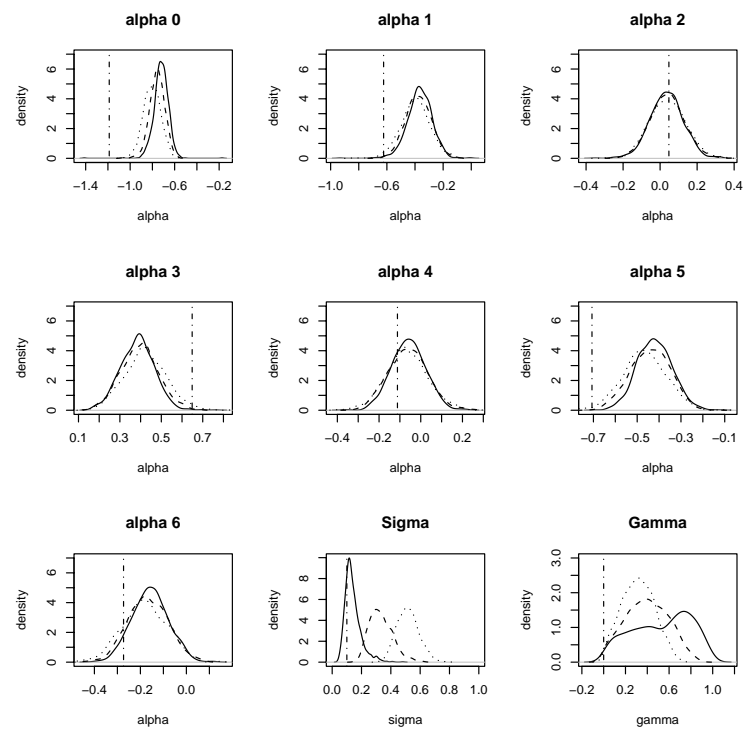 alpha 0
alpha 1
alpha 2
density
0 2 4 6
−1.4 −1.0 −0.6 −0.2
alpha
density
0 2 4 6
−1.0 −0.6 −0.2
alpha
density
0 2 4 6
−0.4 −0.2 0.0 0.2 0.4
alpha
alpha 3
alpha 4
alpha 5
density
0 2 4 6
0.1 0.3 0.5 0.7
alpha
density
0 2 4 6
−0.4 −0.2 0.0 0.2
alpha
density
0 2 4 6
−0.7 −0.5 −0.3 −0.1
alpha
alpha 6
Sigma
Gamma
density
0 2 4 6
−0.4 −0.2 0.0
alpha
density
0 2 4 6 8
0.0 0.2 0.4 0.6 0.8 1.0
sigma
density
0.0 1.0 2.0 3.0
−0.2 0.2 0.6 1.0
gamma